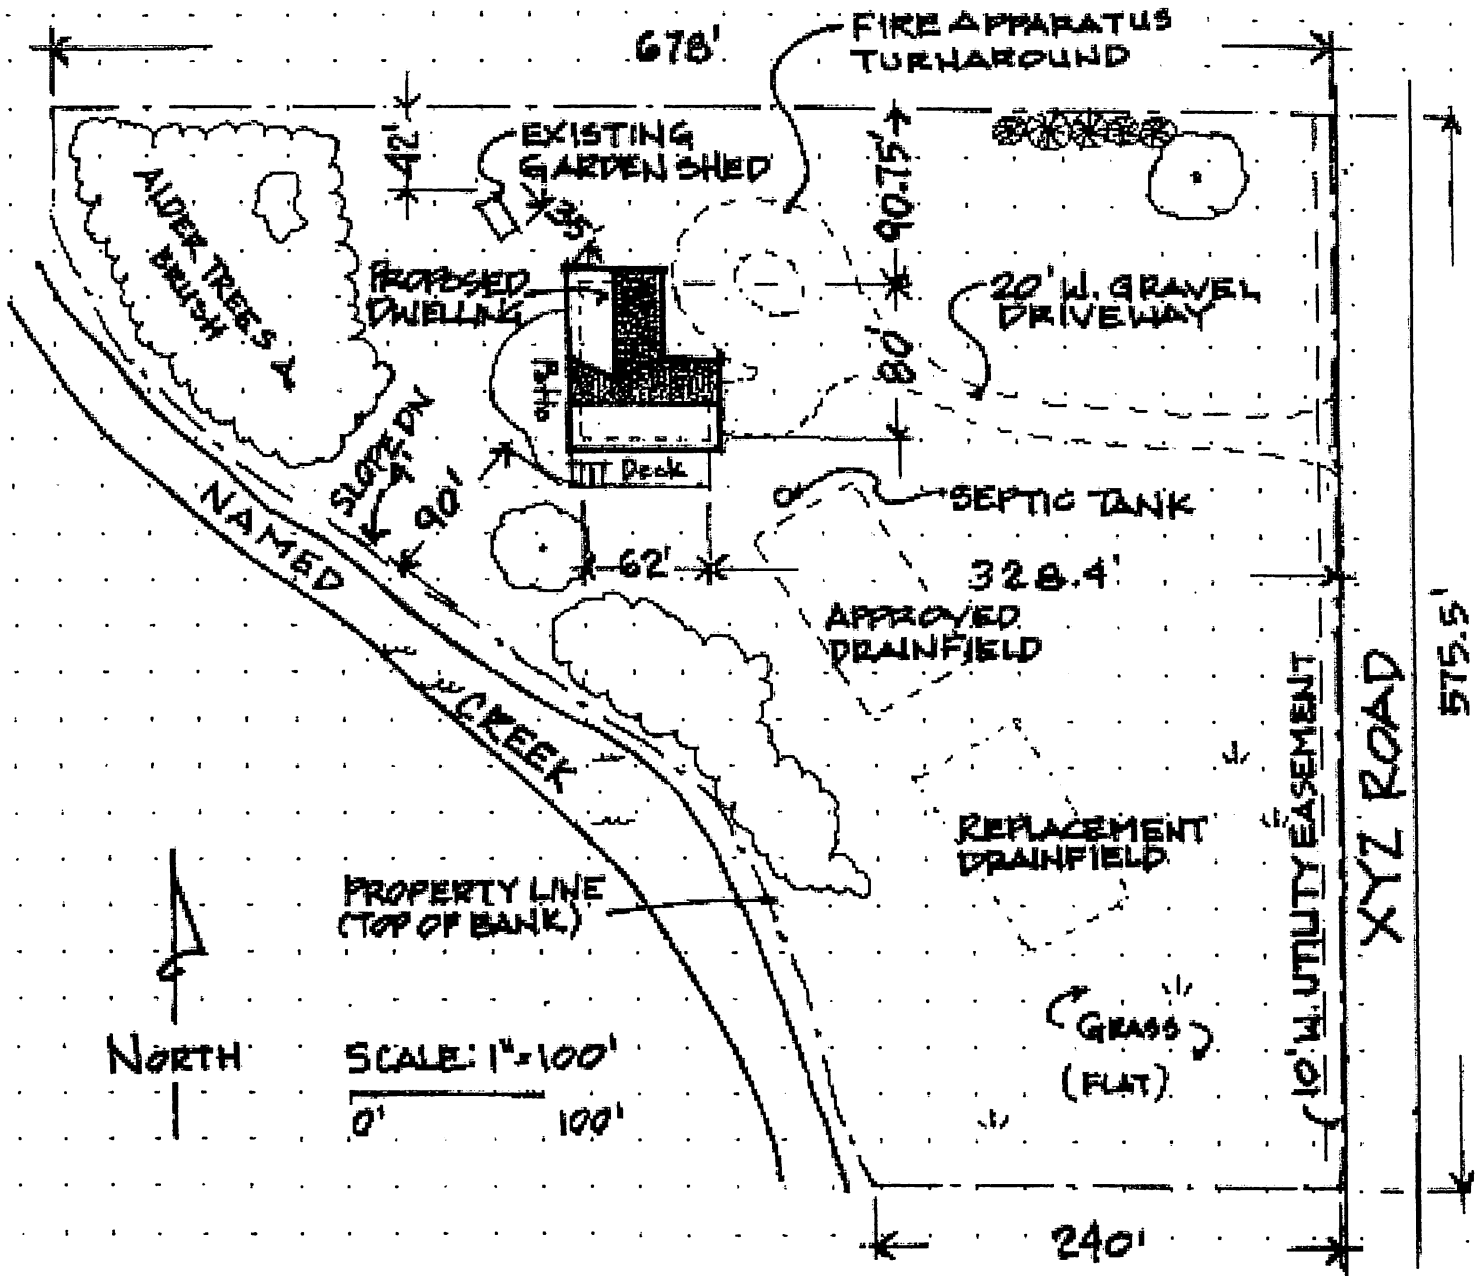 678'
FIRE APPARATUS
TURNAROUND
42'
EXISTING
GARDEN SHED
35'
90.75'
ALDER TREES &
BRUSH
PROPOSED
DWELLING
20' W. GRAVEL
DRIVEWAY
80'
Patio
Deck
SLOPE DN
4'
90'
SEPTIC TANK
62'
328.4'
NAMED
CREEK
APPROVED
DRAINFIELD
575.5'
10' W. UTILITY EASEMENT
XYZ ROAD
REPLACEMENT
DRAINFIELD
PROPERTY LINE
(TOP OF BANK)
GRASS
(FLAT)
NORTH
SCALE: 1"=100'
0'
100'
240'